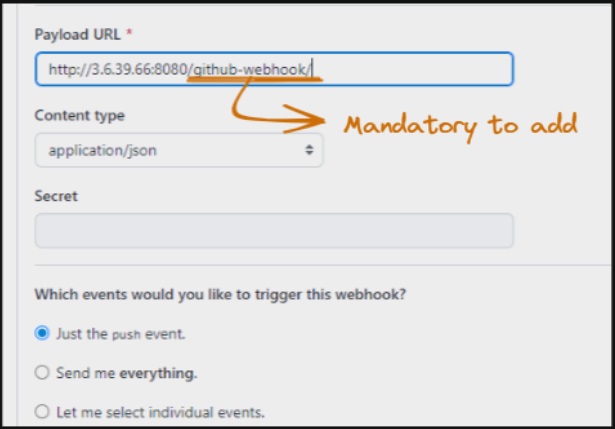 Payload URL *
http://3.6.39.66:8080/github-webhook/
Mandatory to add
Content type
application/json
Secret
Which events would you like to trigger this webhook?
Just the push event.
Send me everything.
Let me select individual events.